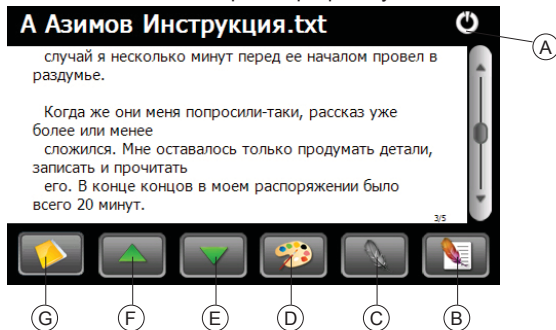 А Азимов Инструкция.txt
случай я несколько минут перед ее началом провел в
раздумье.
Когда же они меня попросили-таки, рассказ уже
более или менее
сложился. Мне оставалось только продумать детали,
записать и прочитать
его. В конце концов в моем распоряжении было
всего 20 минут.
3/5
A
G
F
E
D
C
B